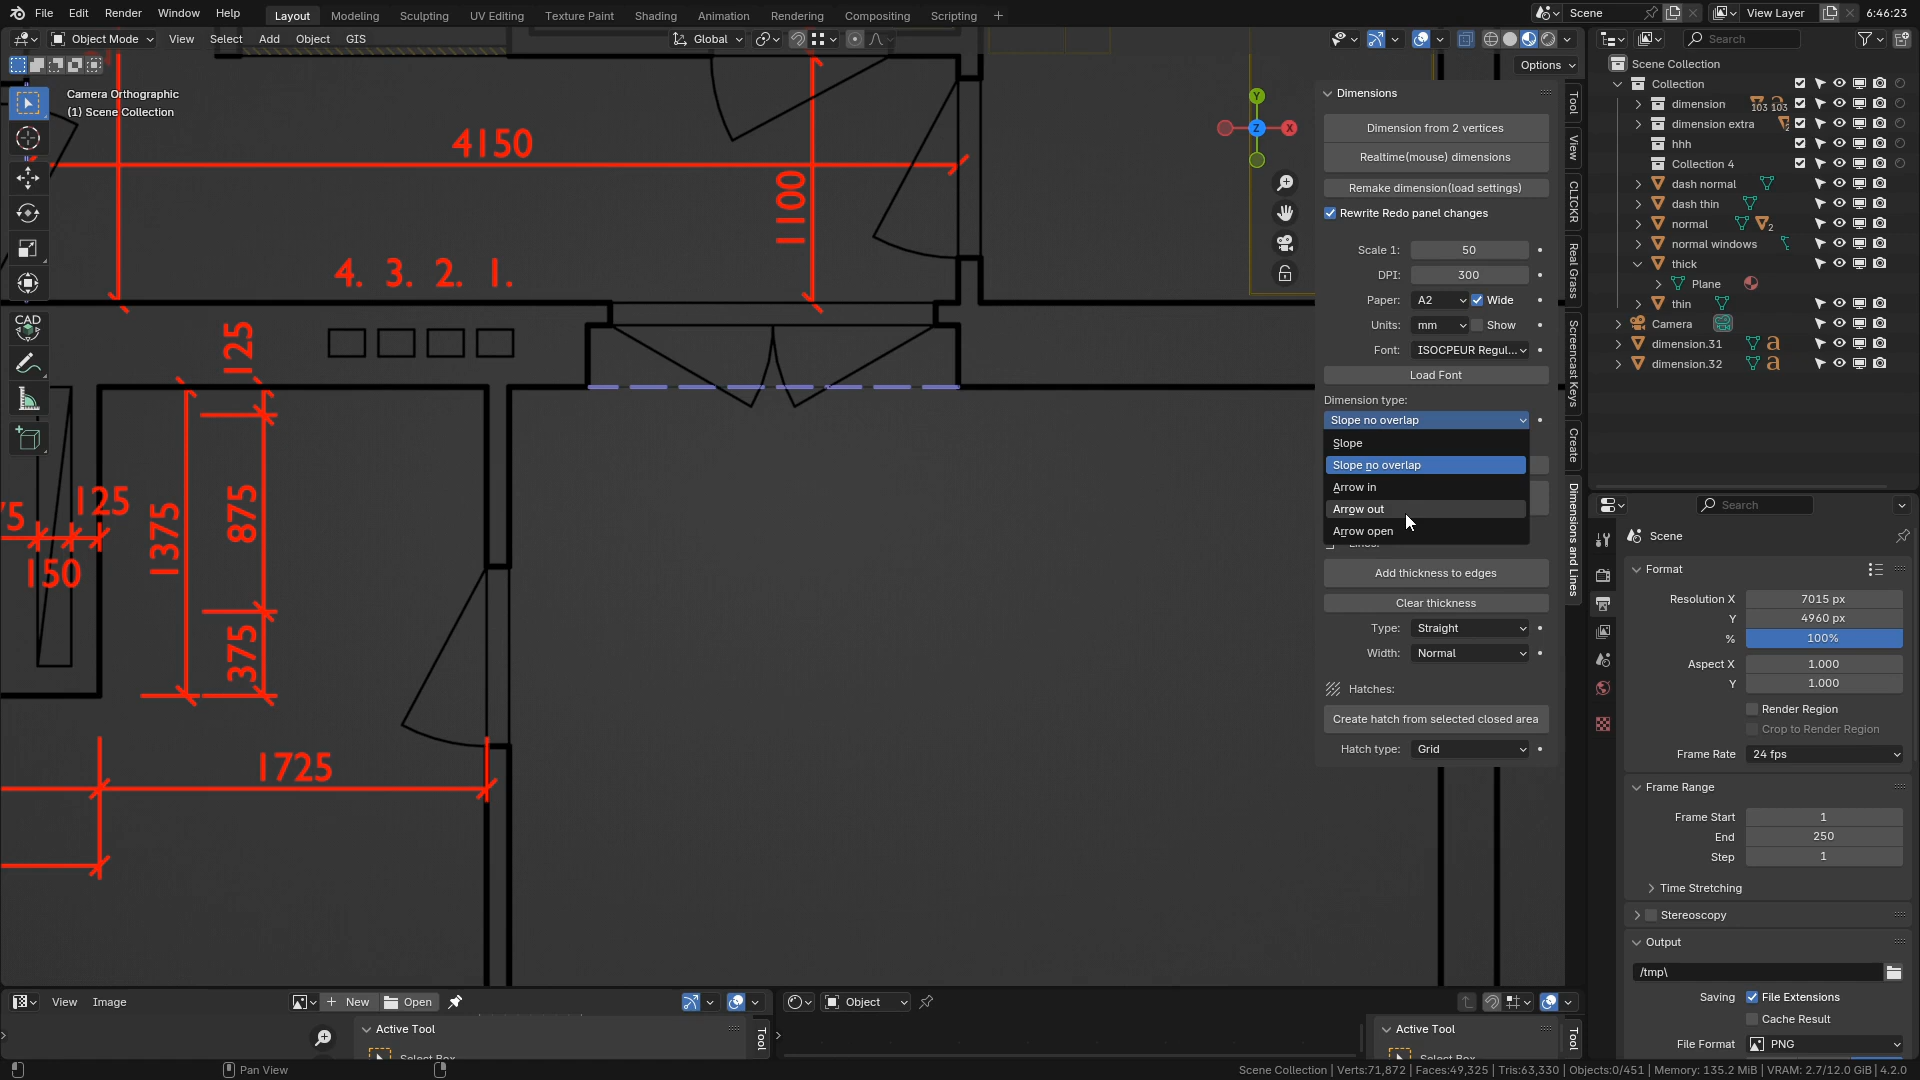 File Edit Render Window Help
Layout Modeling Sculpting UV Editing Texture Paint Shading Animation Rendering Compositing Scripting +
Scene
View Layer
6:46:23
Object Mode View Select Add Object GIS
Global
Search
Options
Camera Orthographic
(1) Scene Collection
CAD
4150
1100
4. 3. 2. 1.
125
875
1375
375
125
150
1725
Y
X
Z
Dimensions
Dimension from 2 vertices
Realtime(mouse) dimensions
Remake dimension(load settings)
Rewrite Redo panel changes
Scale 1: 50
DPI: 300
Paper: A2 Wide
Units: mm Show
Font: ISOCPEUR Regul...
Load Font
Dimension type:
Slope no overlap
Slope
Slope no overlap
Arrow in
Arrow out
Arrow open
Add thickness to edges
Clear thickness
Type: Straight
Width: Normal
Hatches:
Create hatch from selected closed area
Hatch type: Grid
Tool
View
CLICKR
Real Grass
Screencast Keys
Create
Dimensions and Lines
Scene Collection
Collection
dimension 103 103
dimension extra
hhh
Collection 4
dash normal
dash thin
normal 2
normal windows
thick
Plane
thin
Camera
dimension.31
dimension.32
Search
Scene
Format
Resolution X 7015 px
Y 4960 px
% 100%
Aspect X 1.000
Y 1.000
Render Region
Crop to Render Region
Frame Rate 24 fps
Frame Range
Frame Start 1
End 250
Step 1
Time Stretching
Stereoscopy
Output
/tmp\
Saving File Extensions
Cache Result
File Format PNG
View Image
New Open
Active Tool
Select Box
Tool
Object
Active Tool
Select Box
Tool
Pan View
Scene Collection | Verts:71,872 | Faces:49,325 | Tris:63,330 | Objects:0/451 | Memory: 135.2 MiB | VRAM: 2.7/12.0 GiB | 4.2.0